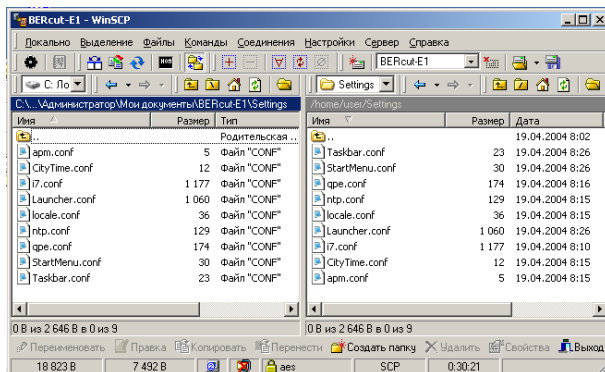 BERcut-E1 - WinSCP
Локально Выделение Файлы Команды Соединения Настройки Сервер Справка
BERcut-E1
C: Ло Settings
C:\...\Администратор\Мои документы\BERcut-E1\Settings /home/user/Settings
Имя Размер Тип Имя Размер Дата
.. Родительская .. .. 19.04.2004 8:02
apm.conf 5 Файл "CONF" Taskbar.conf 23 19.04.2004 8:26
CityTime.conf 12 Файл "CONF" StartMenu.conf 30 19.04.2004 8:26
i7.conf 1 177 Файл "CONF" qpe.conf 174 19.04.2004 8:16
Launcher.conf 1 060 Файл "CONF" ntp.conf 129 19.04.2004 8:15
locale.conf 36 Файл "CONF" locale.conf 36 19.04.2004 8:15
ntp.conf 129 Файл "CONF" Launcher.conf 1 060 19.04.2004 8:26
qpe.conf 174 Файл "CONF" i7.conf 1 177 19.04.2004 8:10
StartMenu.conf 30 Файл "CONF" CityTime.conf 12 19.04.2004 8:15
Taskbar.conf 23 Файл "CONF" apm.conf 5 19.04.2004 8:15
0 B из 2 646 B в 0 из 9 0 B из 2 646 B в 0 из 9
Переименовать Правка Копировать Перенести Создать папку Удалить Свойства Выход
18 823 B 7 492 B aes SCP 0:30:21